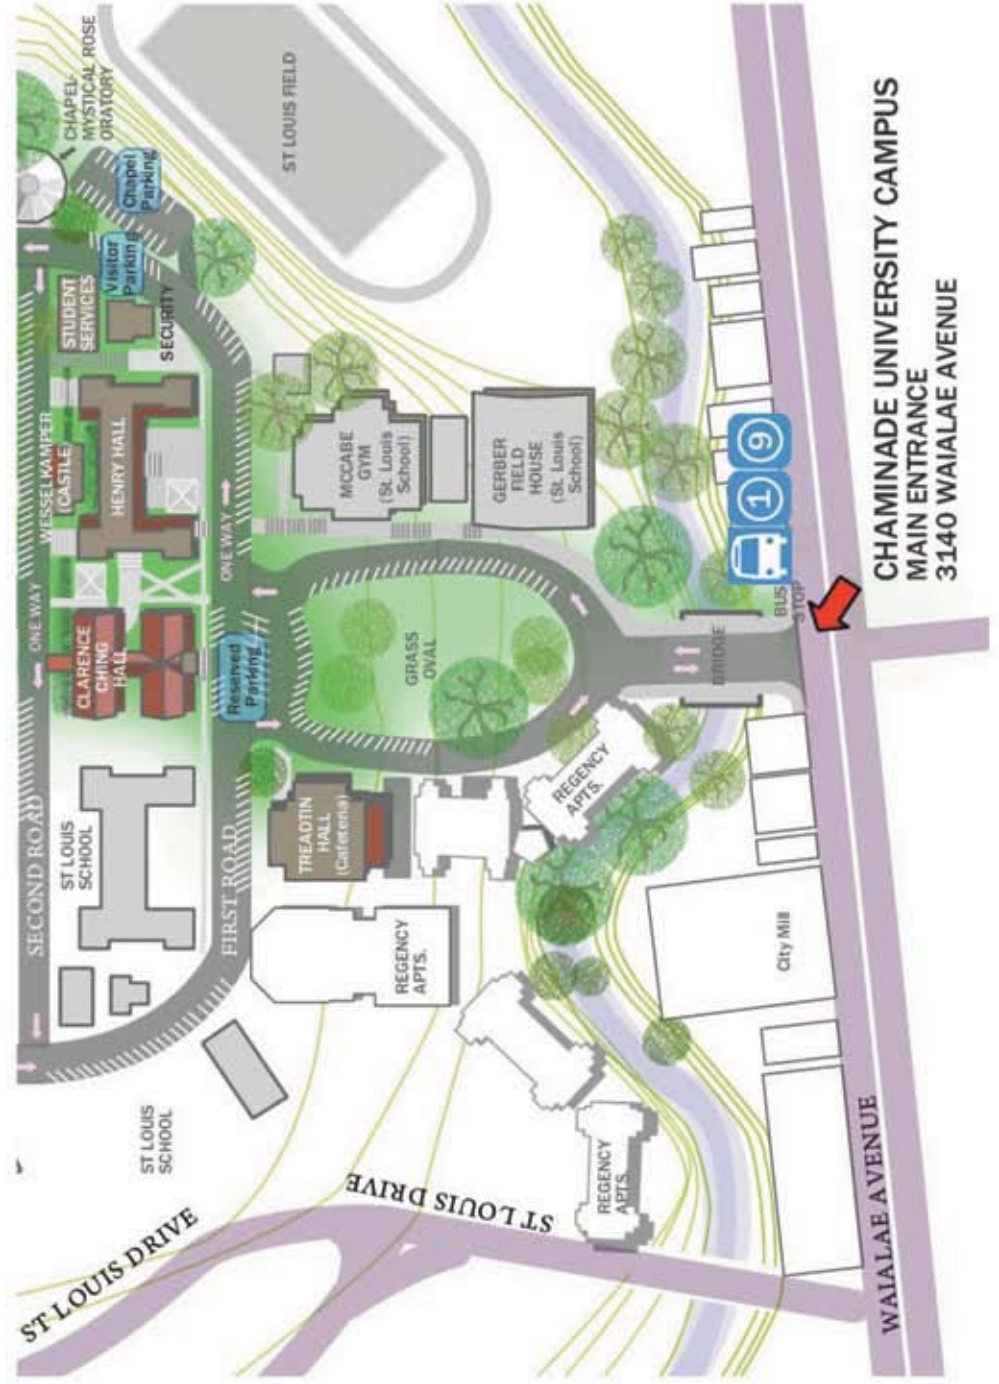 CHAPEL-
MYSTICAL ROSE
ORATORY
Chapel
Parking
Visitor
Parking
STUDENT
SERVICES
SECURITY
ST LOUIS FIELD
WESSELKAMPER
(CASTLE)
HENRY HALL
ONE WAY
ONE WAY
MCCABE
GYM
(St. Louis
School)
GERBER
FIELD
HOUSE
(St. Louis
School)
CLARENCE
CHING
HALL
Reserved
Parking
GRASS
OVAL
BRIDGE
BUS
STOP
1
9
CHAMINADE UNIVERSITY CAMPUS
MAIN ENTRANCE
3140 WAIALAE AVENUE
SECOND ROAD
ST LOUIS
SCHOOL
FIRST ROAD
TREADTIN
HALL
(Cafeteria)
REGENCY
APTS.
REGENCY
APTS.
City Mill
ST LOUIS
SCHOOL
REGENCY
APTS.
ST LOUIS DRIVE
ST LOUIS DRIVE
WAIALAE AVENUE